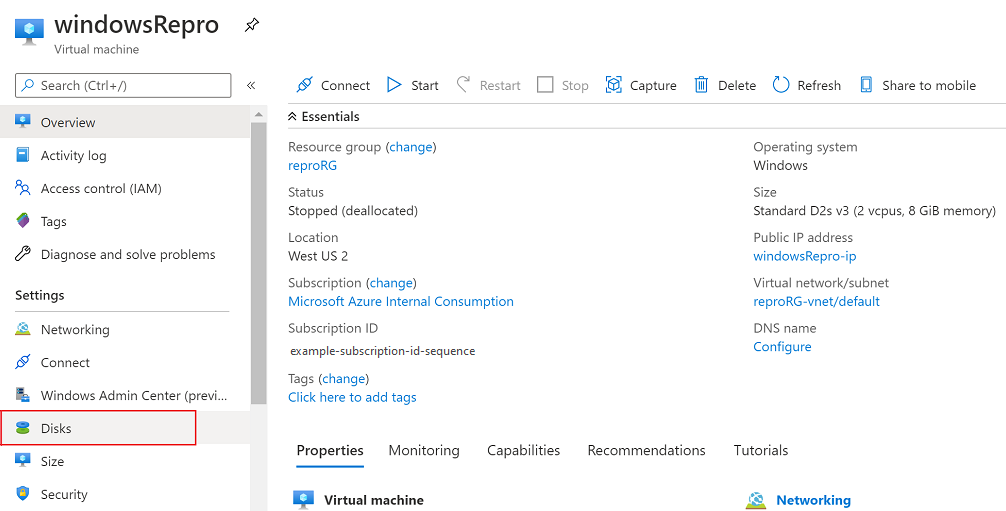 windowsRepro
Virtual machine
Search (Ctrl+/)
«
Overview
Activity log
Access control (IAM)
Tags
Diagnose and solve problems
Settings
Networking
Connect
Windows Admin Center (previ...
Disks
Size
Security
Connect Start Restart Stop Capture Delete Refresh Share to mobile
Essentials
Resource group (change)
reproRG
Status
Stopped (deallocated)
Location
West US 2
Subscription (change)
Microsoft Azure Internal Consumption
Subscription ID
example-subscription-id-sequence
Tags (change)
Click here to add tags
Operating system
Windows
Size
Standard D2s v3 (2 vcpus, 8 GiB memory)
Public IP address
windowsRepro-ip
Virtual network/subnet
reproRG-vnet/default
DNS name
Configure
Properties Monitoring Capabilities Recommendations Tutorials
Virtual machine
Networking